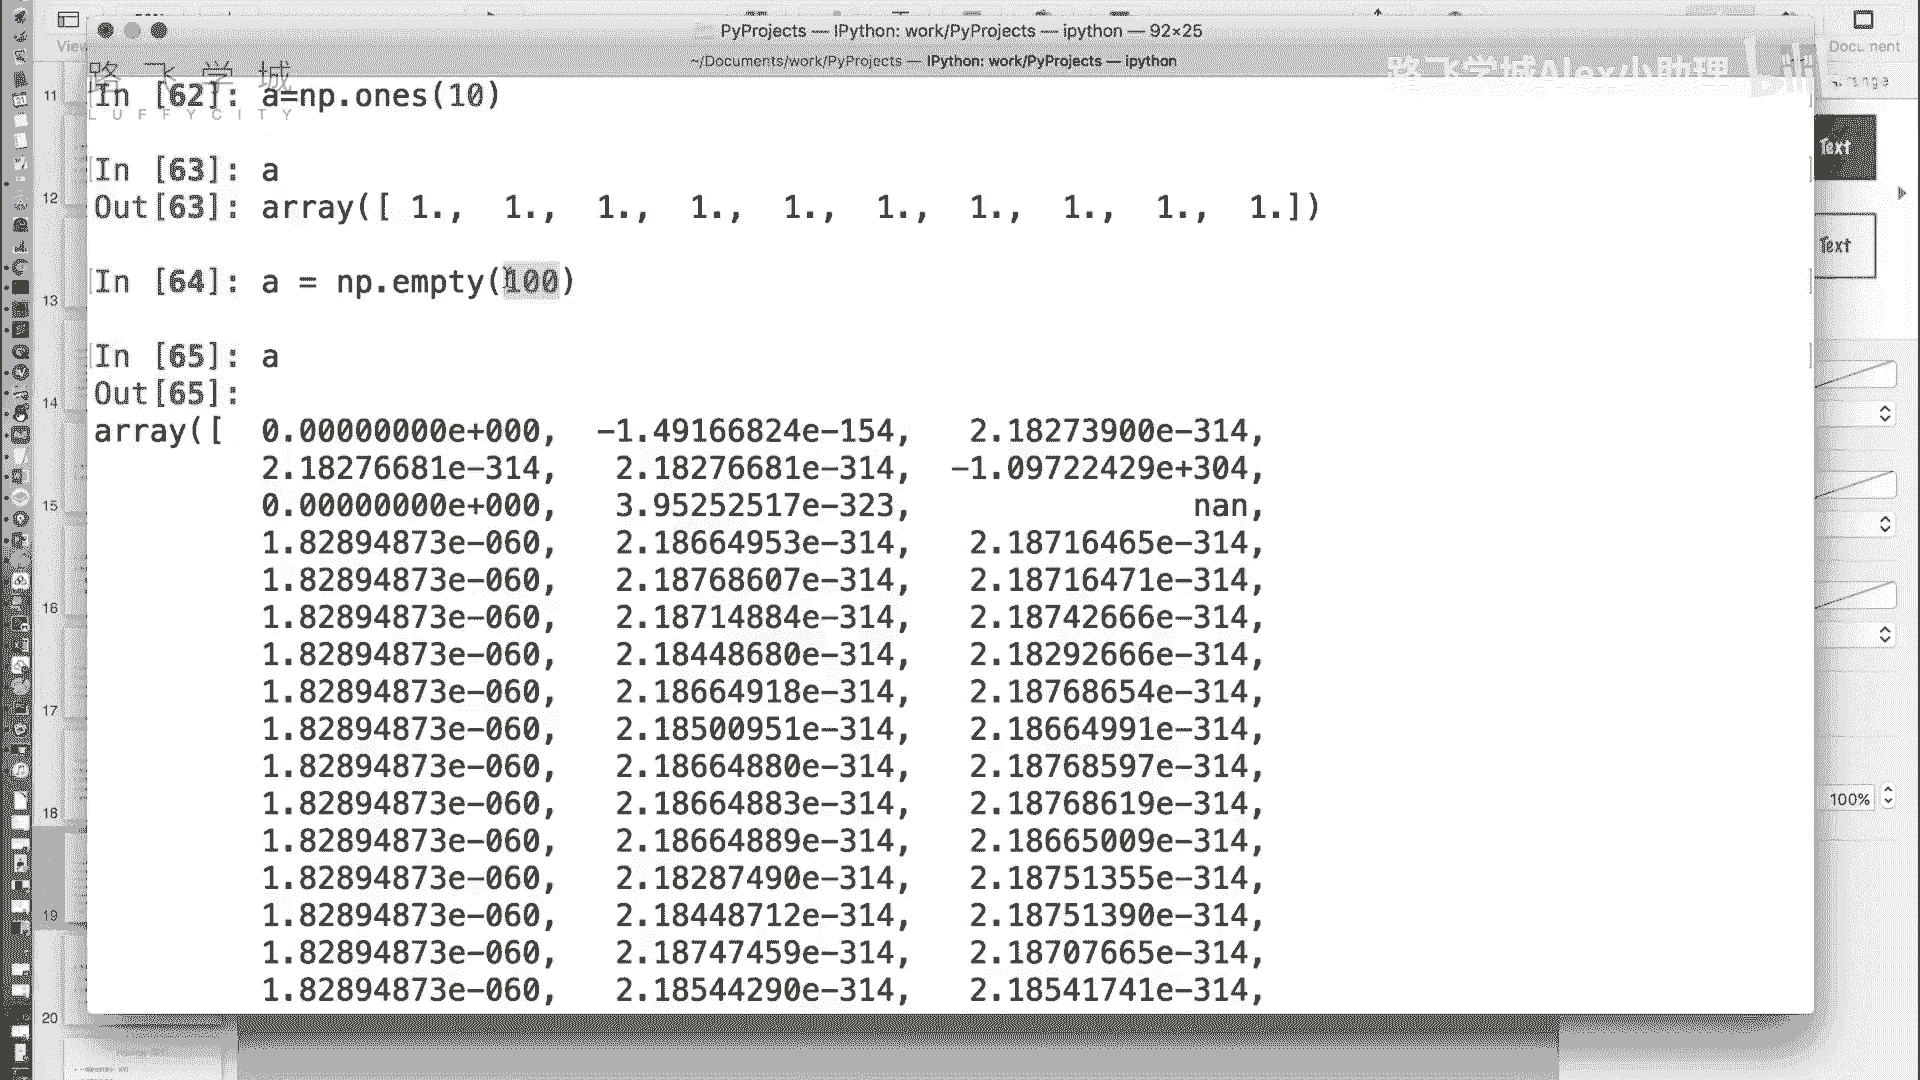 PyProjects — IPython: work/PyProjects — ipython — 92×25
~/Documents/work/PyProjects — IPython: work/PyProjects — ipython
View
路飞学城
LUFFYCITY
路飞学城Alex小助理 bili
In [62]: a=np.ones(10)
In [63]: a
Out[63]: array([ 1.,  1.,  1.,  1.,  1.,  1.,  1.,  1.,  1.,  1.])
In [64]: a = np.empty(100)
In [65]: a
Out[65]:
array([  0.00000000e+000,  -1.49166824e-154,   2.18273900e-314,
2.18276681e-314,   2.18276681e-314,  -1.09722429e+304,
0.00000000e+000,   3.95252517e-323,               nan,
1.82894873e-060,   2.18664953e-314,   2.18716465e-314,
1.82894873e-060,   2.18768607e-314,   2.18716471e-314,
1.82894873e-060,   2.18714884e-314,   2.18742666e-314,
1.82894873e-060,   2.18448680e-314,   2.18292666e-314,
1.82894873e-060,   2.18664918e-314,   2.18768654e-314,
1.82894873e-060,   2.18500951e-314,   2.18664991e-314,
1.82894873e-060,   2.18664880e-314,   2.18768597e-314,
1.82894873e-060,   2.18664883e-314,   2.18768619e-314,
1.82894873e-060,   2.18664889e-314,   2.18665009e-314,
1.82894873e-060,   2.18287490e-314,   2.18751355e-314,
1.82894873e-060,   2.18448712e-314,   2.18751390e-314,
1.82894873e-060,   2.18747459e-314,   2.18707665e-314,
1.82894873e-060,   2.18544290e-314,   2.18541741e-314,
11
12
13
14
15
16
17
18
19
20
Text
Text
100%